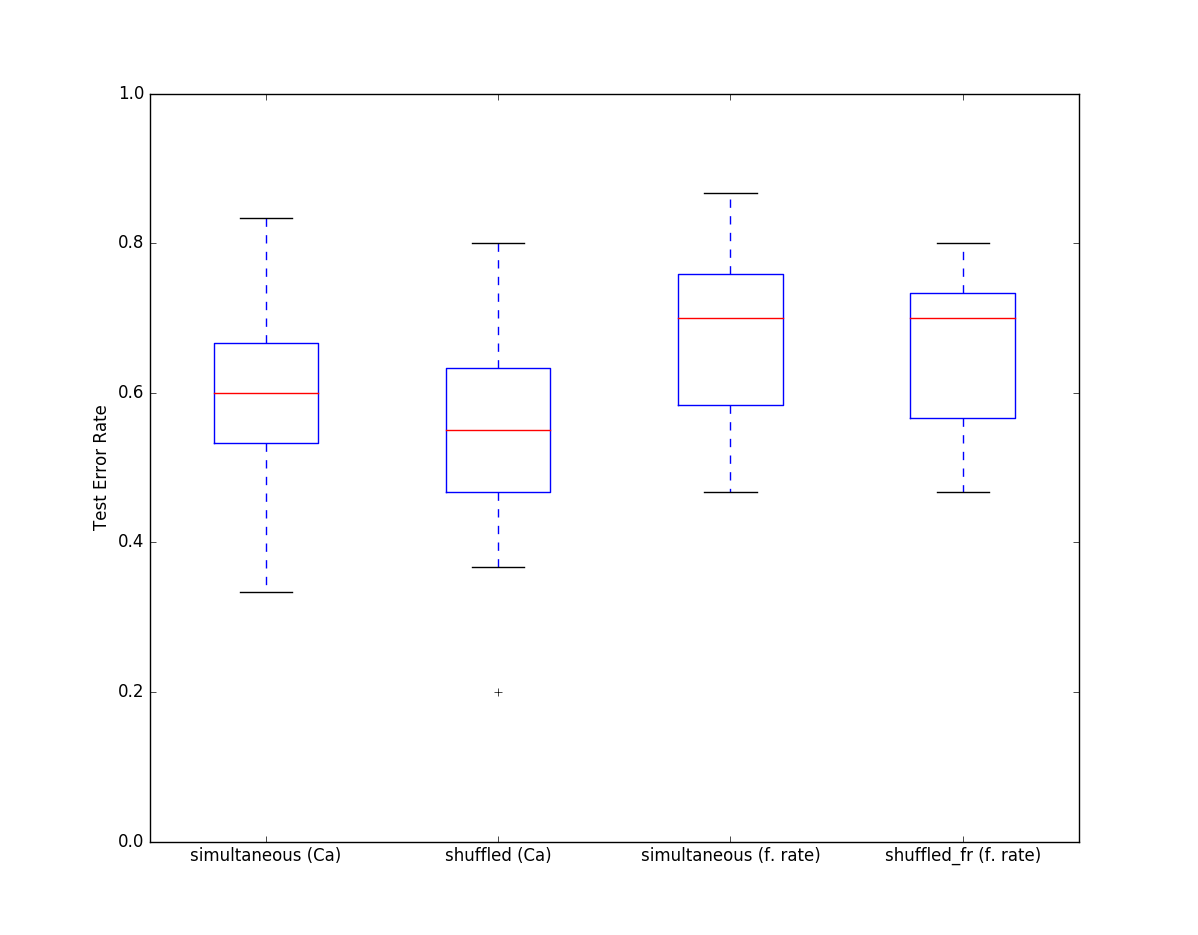 1.0
0.8
0.6
0.4
0.2
0.0
Test Error Rate
simultaneous (Ca)
shuffled (Ca)
simultaneous (f. rate)
shuffled_fr (f. rate)